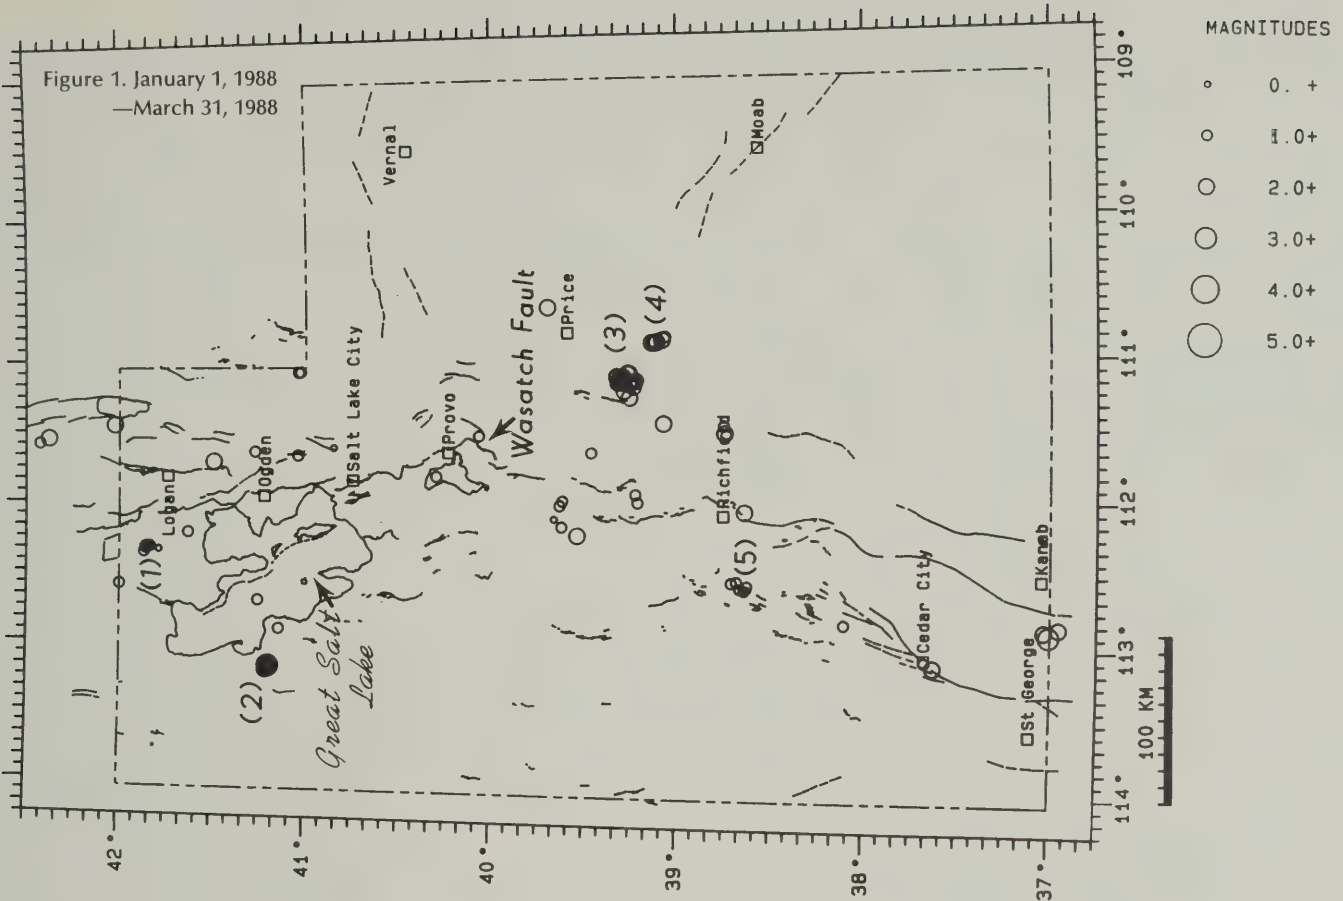 Figure 1. January 1, 1988
—March 31, 1988
MAGNITUDES
0. +
1.0+
2.0+
3.0+
4.0+
5.0+
109°
110°
111°
112°
113°
114°
42°
41°
40°
39°
38°
37°
100 KM
Vernal
Moab
Price
Wasatch Fault
(3)
(4)
Salt Lake City
Provo
Ogden
Logan
(1)
(2)
Great Salt
Lake
Richfield
(5)
Cedar City
Kanab
St George